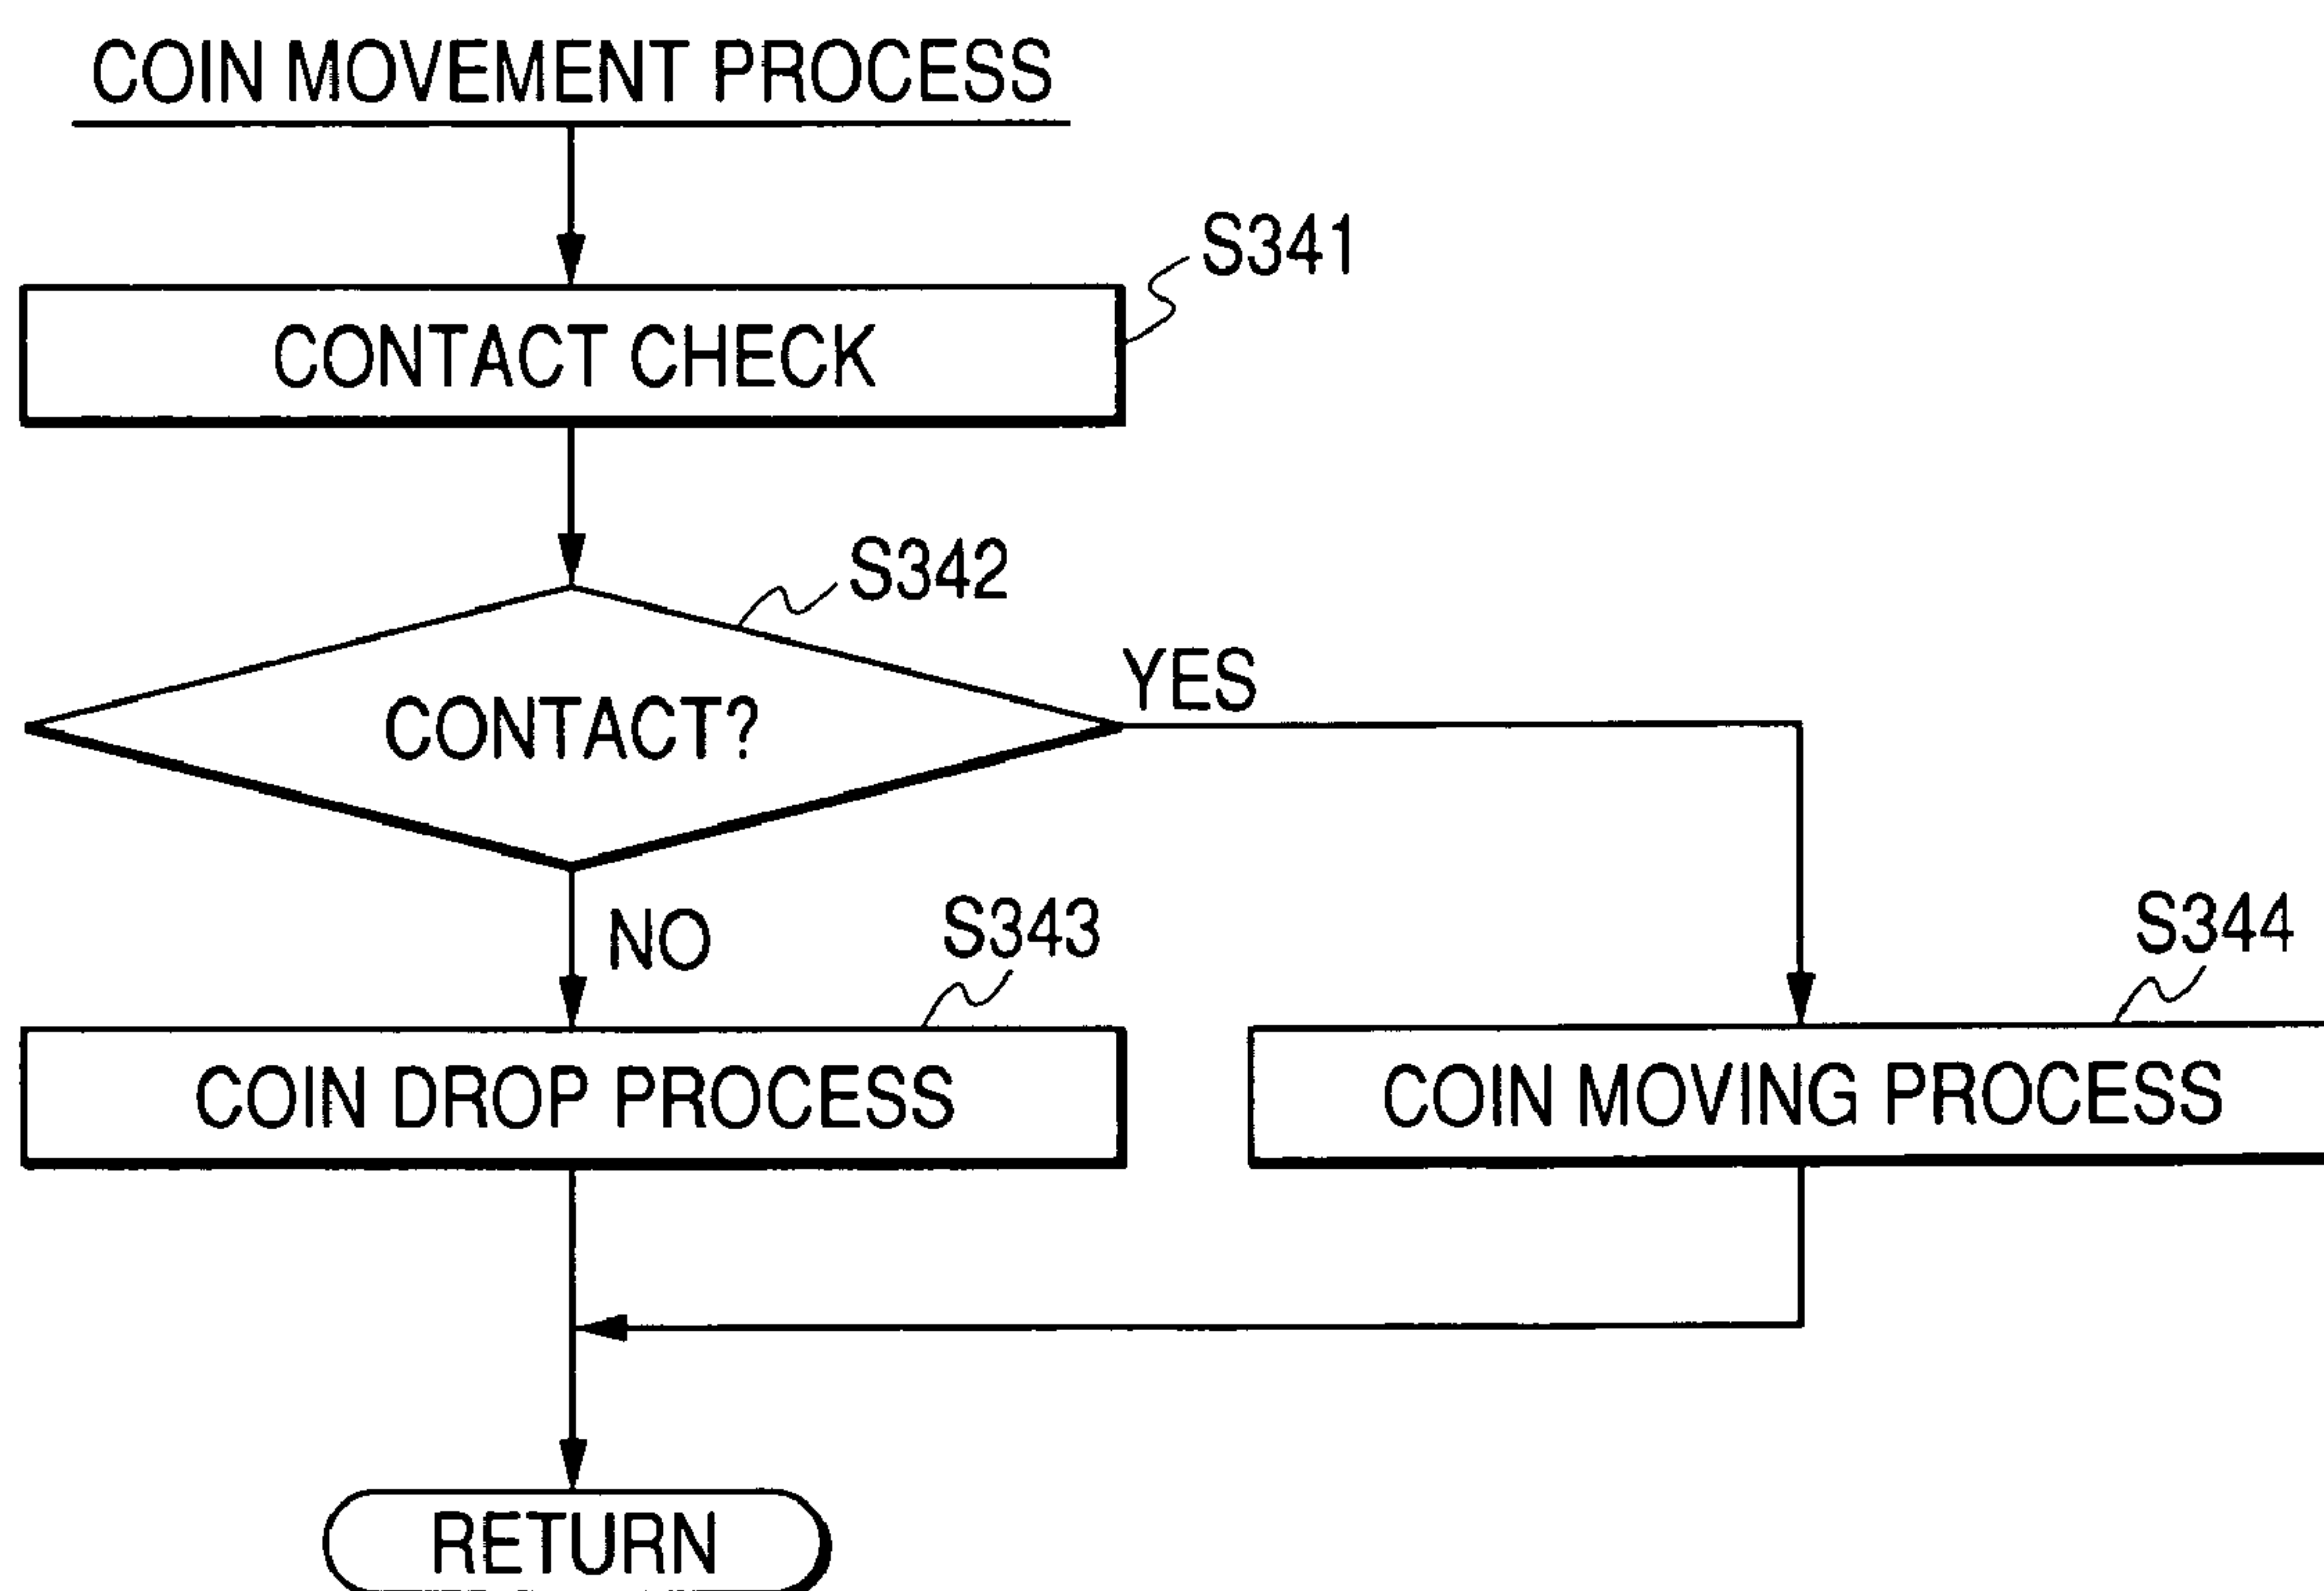 COIN MOVEMENT PROCESS
S341
CONTACT CHECK
S342
CONTACT?
YES
NO
S343
S344
COIN DROP PROCESS
COIN MOVING PROCESS
RETURN